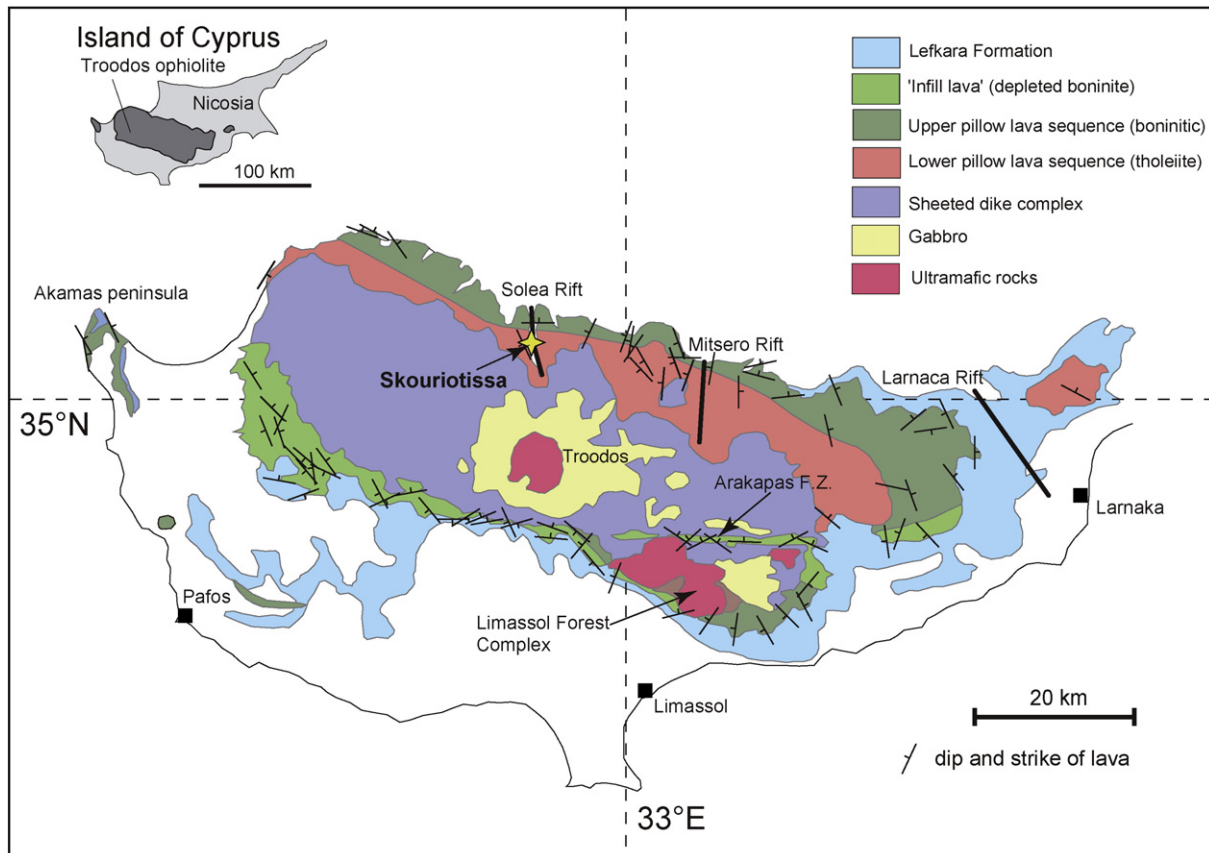 Island of Cyprus
Troodos ophiolite
Nicosia
100 km
Lefkara Formation
'Infill lava' (depleted boninite)
Upper pillow lava sequence (boninitic)
Lower pillow lava sequence (tholeiite)
Sheeted dike complex
Gabbro
Ultramafic rocks
Akamas peninsula
Solea Rift
Mitsero Rift
Skouriotissa
Larnaca Rift
35°N
Troodos
Arakapas F.Z.
Larnaka
Pafos
Limassol Forest
Complex
Limassol
20 km
dip and strike of lava
33°E